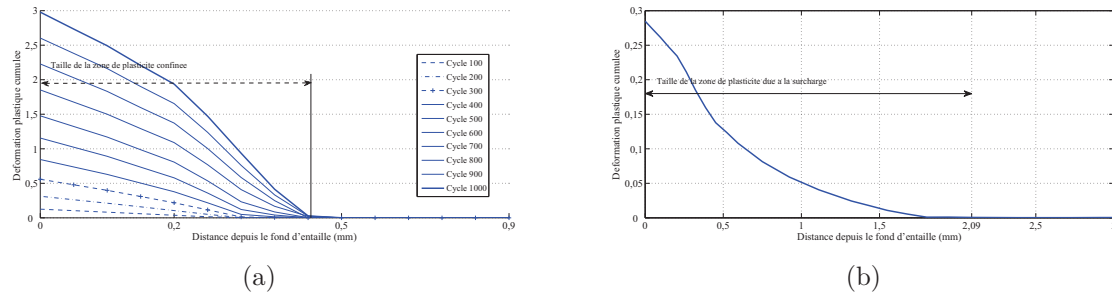 3
2,5
2
1,5
1
0,5
0
Deformation plastique cumulee
Taille de la zone de plasticite confinee
Cycle 100
Cycle 200
Cycle 300
Cycle 400
Cycle 500
Cycle 600
Cycle 700
Cycle 800
Cycle 900
Cycle 1000
0 0,2 0,5 0,9
Distance depuis le fond d'entaille (mm)
(a)
0,3
0,25
0,2
0,15
0,1
0,05
0
Deformation plastique cumulee
Taille de la zone de plasticite due a la surcharge
0 0,5 1 1,5 2,09 2,5
Distance depuis le fond d'entaille (mm)
(b)